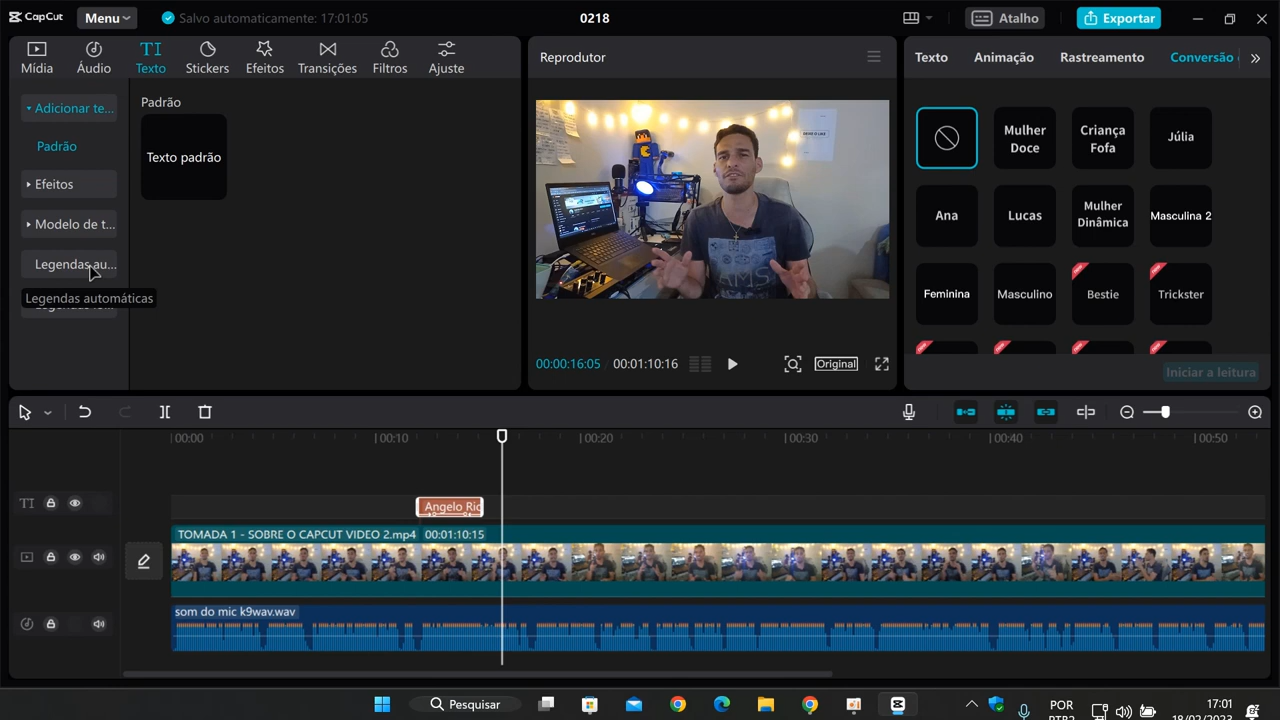 CapCut
Menu
Salvo automaticamente: 17:01:05
0218
Atalho
Exportar
Mídia
Áudio
TI
Texto
Stickers
Efeitos
Transições
Filtros
Ajuste
Adicionar te...
Padrão
Efeitos
Modelo de t...
Legendas au...
Legendas automáticas
Padrão
Texto padrão
Reprodutor
00:00:16:05
00:01:10:16
Original
Texto
Animação
Rastreamento
Conversão
Mulher
Doce
Criança
Fofa
Júlia
Ana
Lucas
Mulher
Dinâmica
Masculina 2
Feminina
Masculino
Bestie
Trickster
Iniciar a leitura
00:00
00:10
00:20
00:30
00:40
00:50
TI
Angelo Ric
TOMADA 1 - SOBRE O CAPCUT VIDEO 2.mp4 00:01:10:15
som do mic k9wav.wav
Pesquisar
POR
PTB2
17:01
18/02/2023